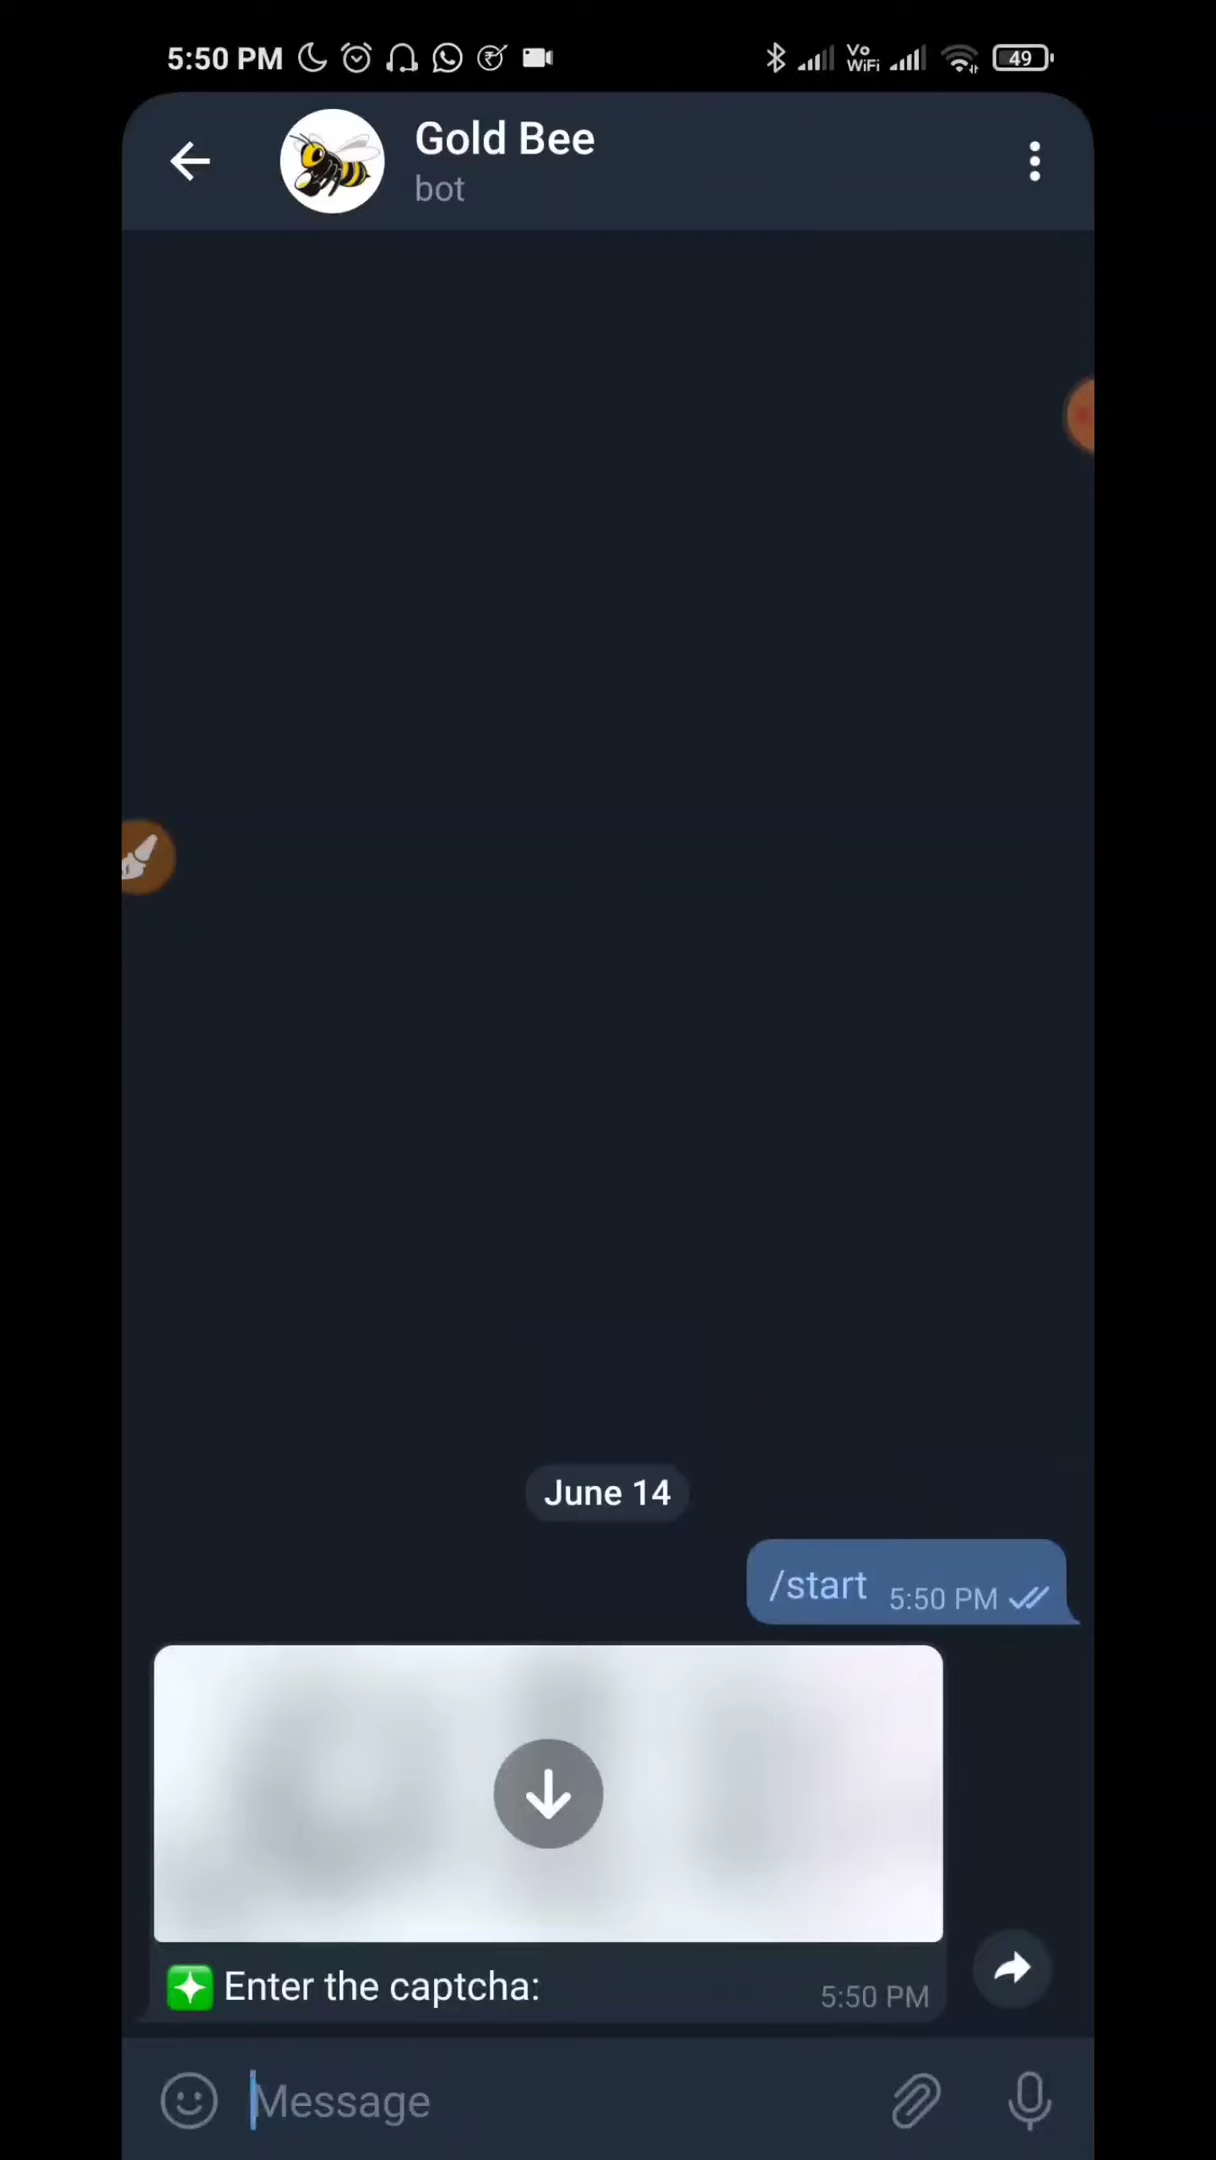 5:50 PM
Vo
WiFi
49
Gold Bee
bot
June 14
/start 5:50 PM
Enter the captcha:
5:50 PM
Message